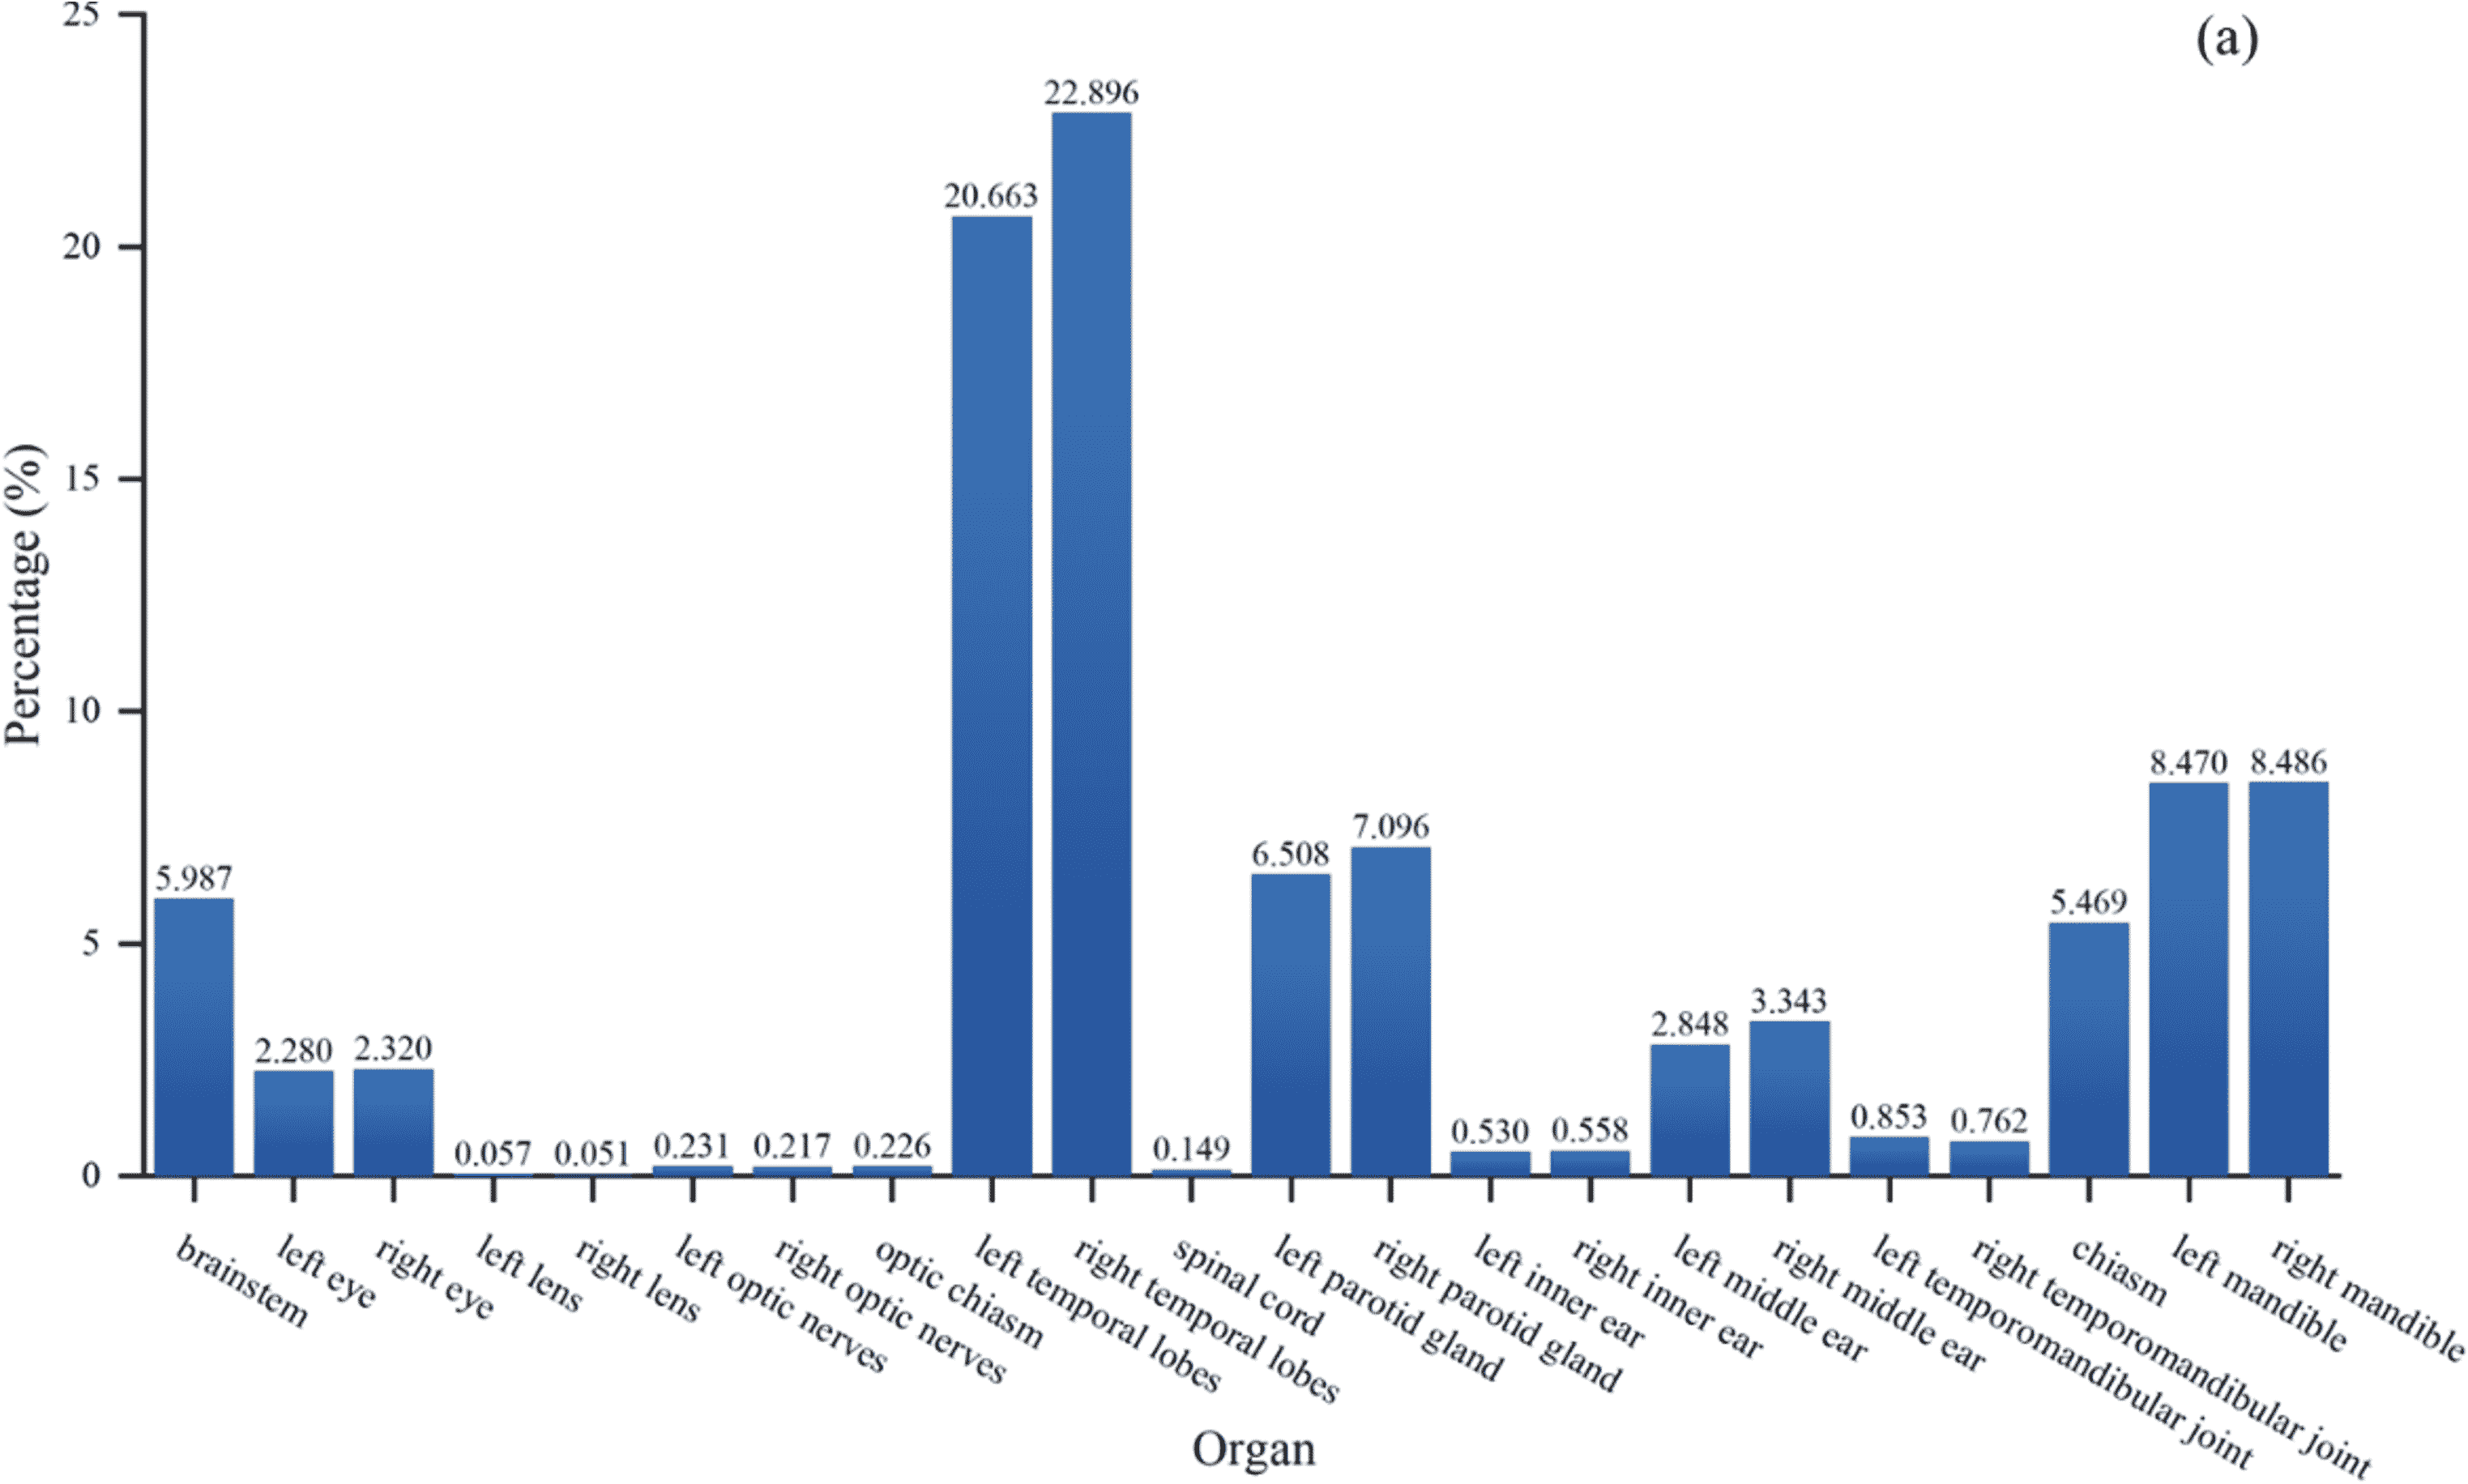 (a)
Percentage (%)
25
20
15
10
5
0
5.987
2.280
2.320
0.057
0.051
0.231
0.217
0.226
20.663
22.896
0.149
6.508
7.096
0.530
0.558
2.848
3.343
0.853
0.762
5.469
8.470
8.486
brainstem
left eye
right eye
left lens
right lens
left optic nerves
right optic nerves
optic chiasm
left temporal lobes
right temporal lobes
spinal cord
left parotid gland
right parotid gland
left inner ear
right inner ear
left middle ear
right middle ear
left temporomandibular joint
right temporomandibular joint
chiasm
left mandible
right mandible
Organ